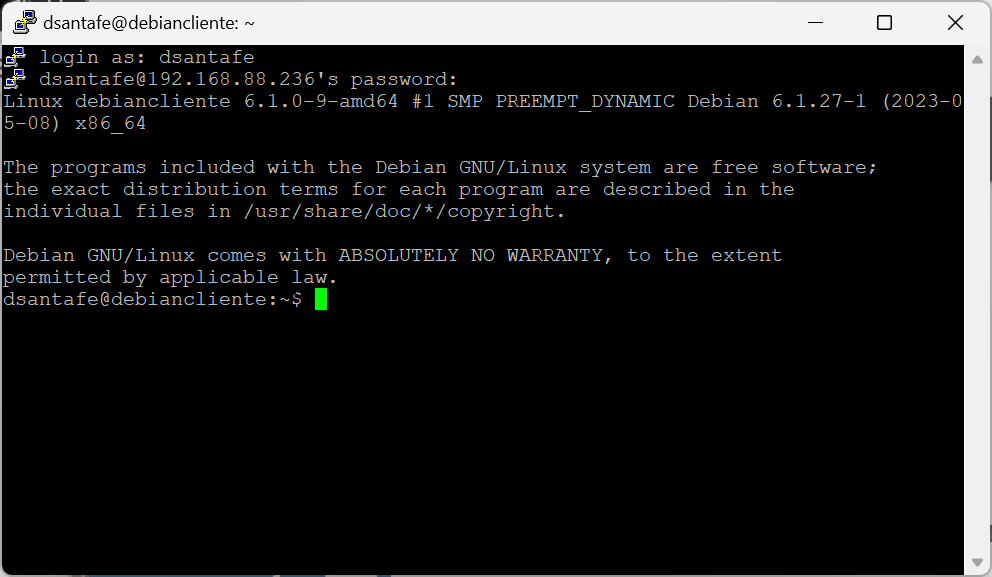 dsantafe@debiancliente: ~
login as: dsantafe
dsantafe@192.168.88.236's password:
Linux debiancliente 6.1.0-9-amd64 #1 SMP PREEMPT_DYNAMIC Debian 6.1.27-1 (2023-0
5-08) x86_64
The programs included with the Debian GNU/Linux system are free software;
the exact distribution terms for each program are described in the
individual files in /usr/share/doc/*/copyright.
Debian GNU/Linux comes with ABSOLUTELY NO WARRANTY, to the extent
permitted by applicable law.
dsantafe@debiancliente:~$